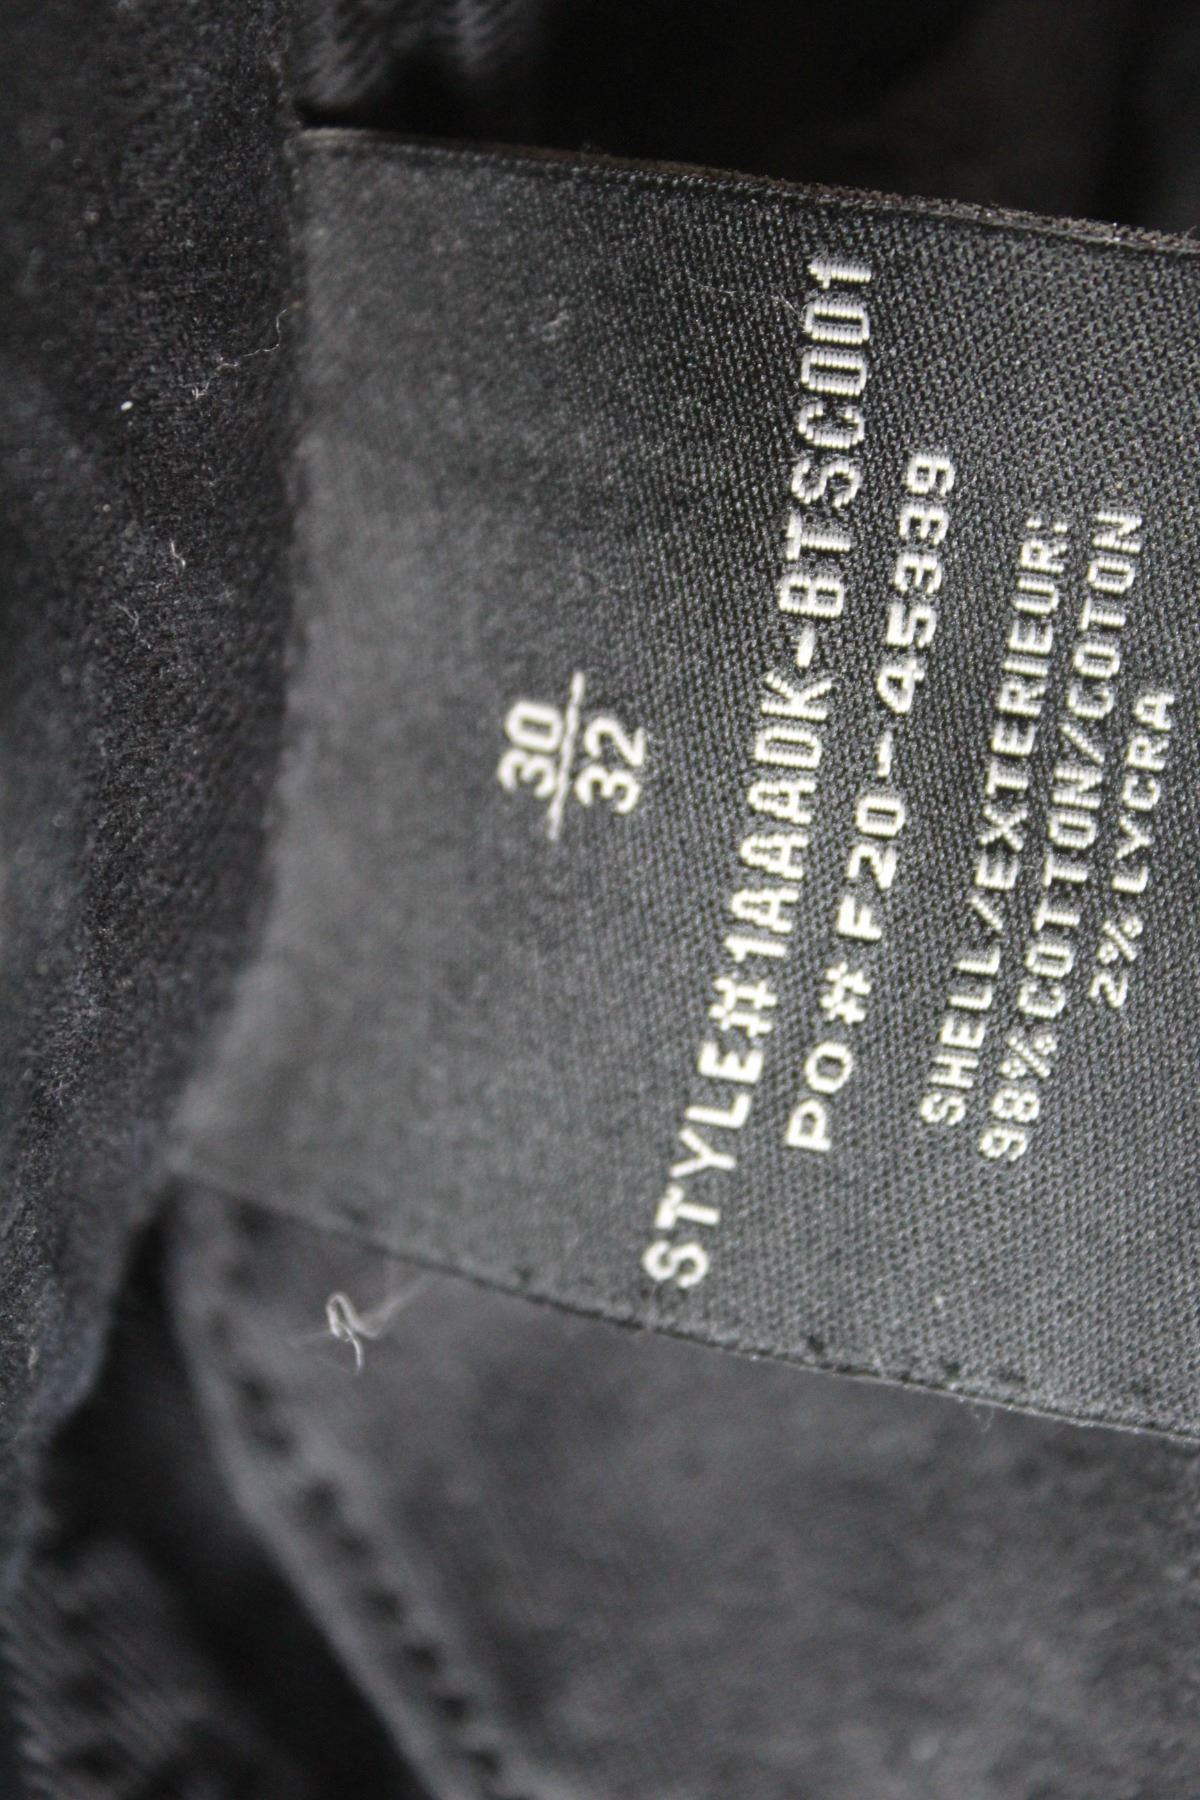 30
32
STYLE#1AAADK-BTSC001
PO#F20-45339
SHELL/EXTERIEUR:
98%COTTON/COTON
2% LYCRA